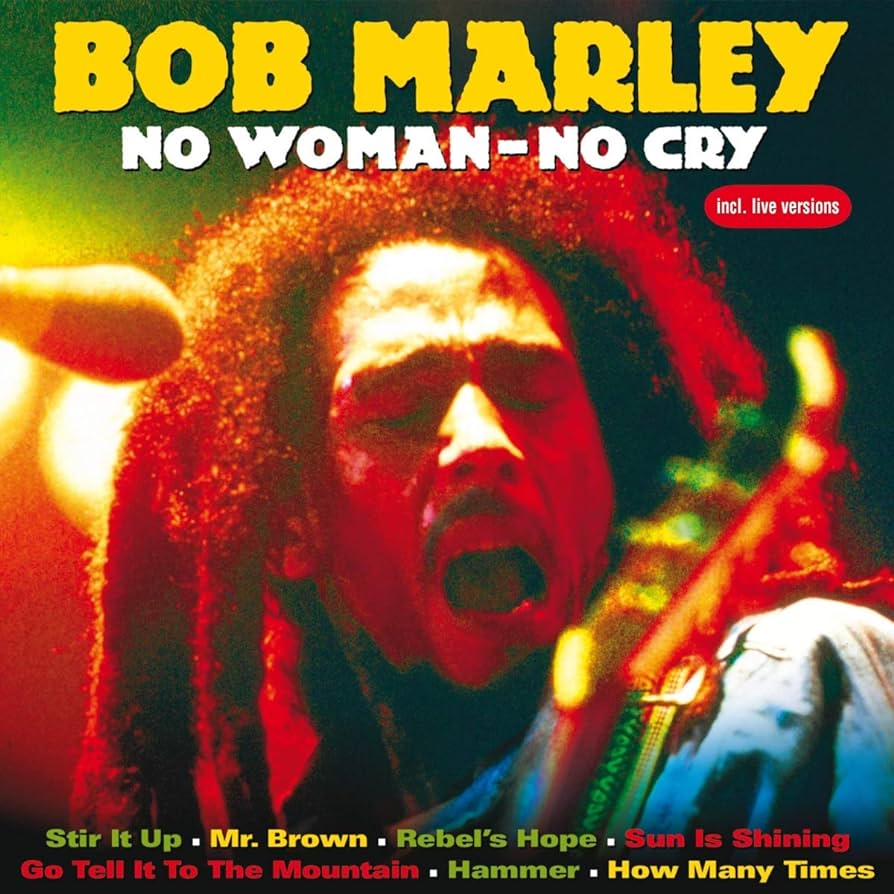 BOB MARLEY
NO WOMAN-NO CRY
incl. live versions
Stir It Up ▪ Mr. Brown ▪ Rebel's Hope ▪ Sun Is Shining
Go Tell It To The Mountain ▪ Hammer ▪ How Many Times